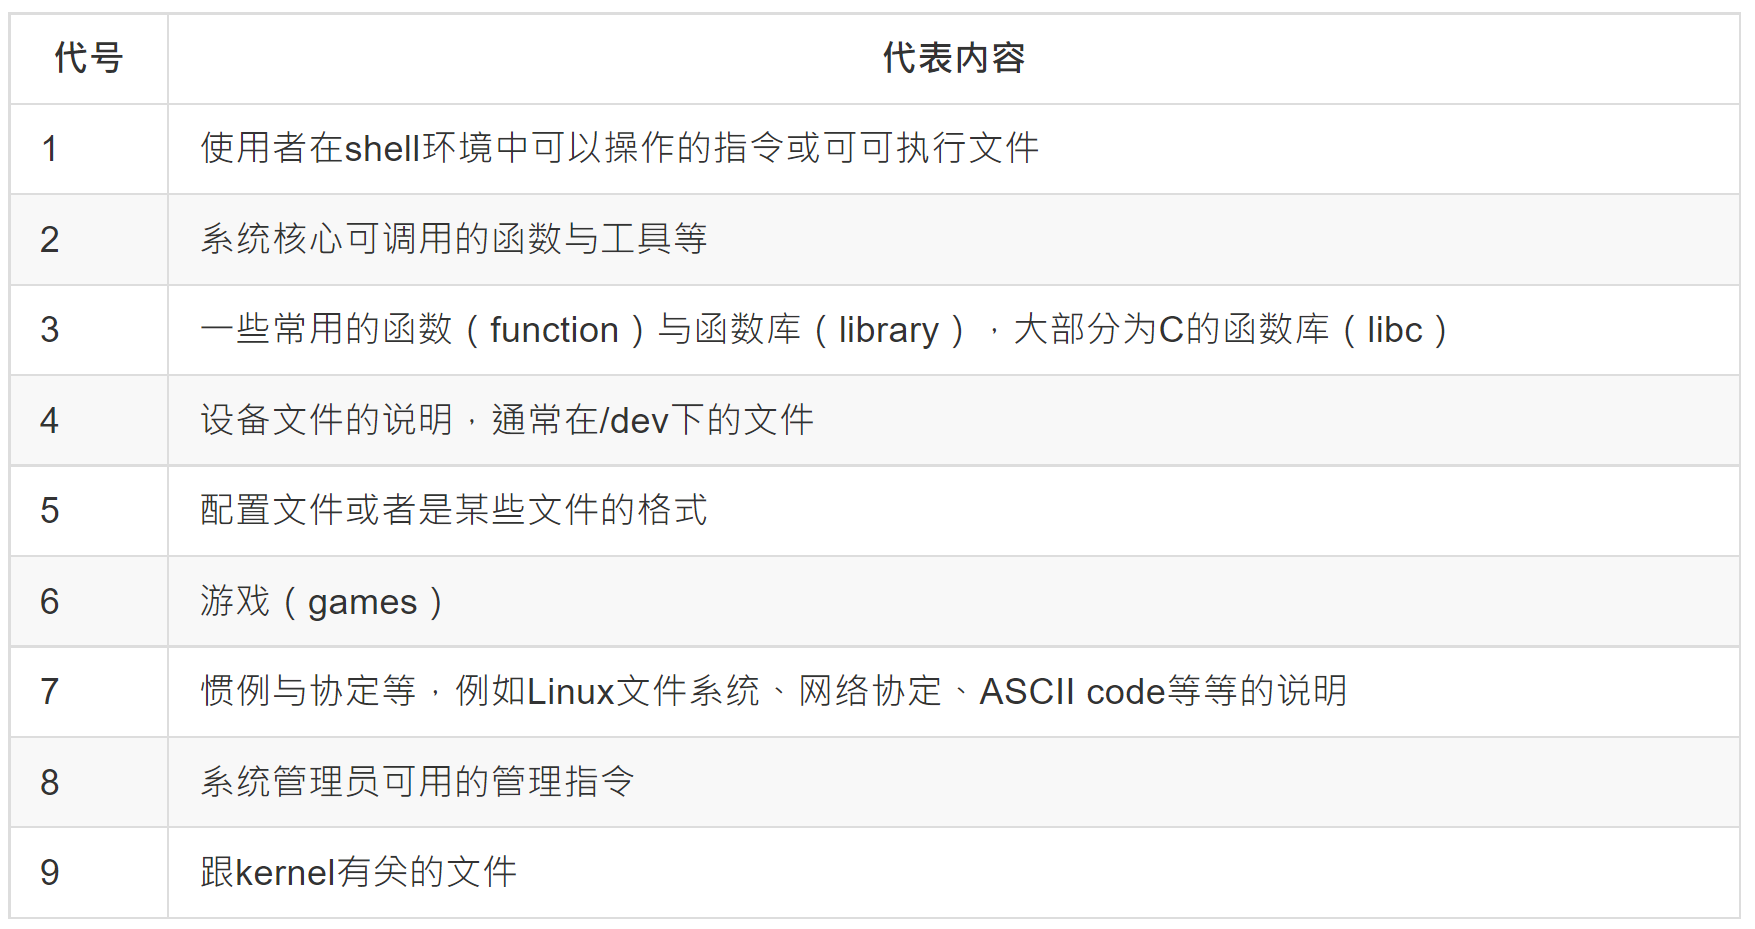 代号 代表内容
1 使用者在shell环境中可以操作的指令或可可执行文件
2 系统核心可调用的函数与工具等
3 一些常用的函数（function）与函数库（library），大部分为C的函数库（libc）
4 设备文件的说明，通常在/dev下的文件
5 配置文件或者是某些文件的格式
6 游戏（games）
7 惯例与协定等，例如Linux文件系统、网络协定、ASCII code等等的说明
8 系统管理员可用的管理指令
9 跟kernel有关的文件